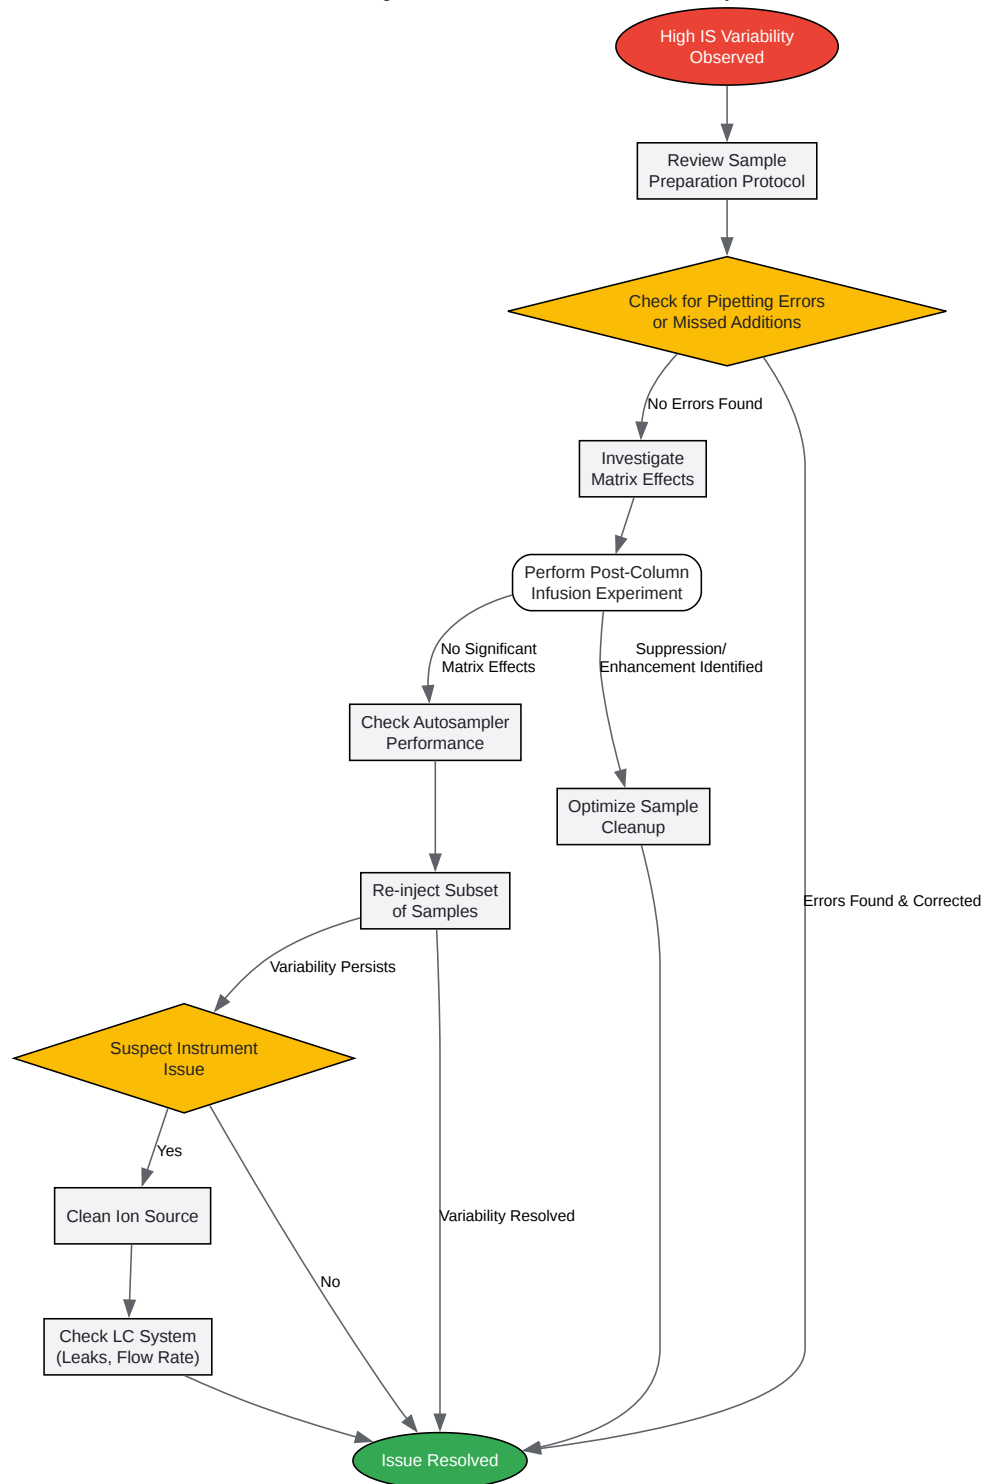 High IS Variability
Observed
Review Sample
Preparation Protocol
Check for Pipetting Errors
or Missed Additions
No Errors Found
Investigate
Matrix Effects
Perform Post-Column
Infusion Experiment
No Significant
Matrix Effects
Suppression/
Enhancement Identified
Check Autosampler
Performance
Optimize Sample
Cleanup
Re-inject Subset
of Samples
Errors Found & Corrected
Variability Persists
Suspect Instrument
Issue
Yes
Clean Ion Source
Variability Resolved
No
Check LC System
(Leaks, Flow Rate)
Issue Resolved